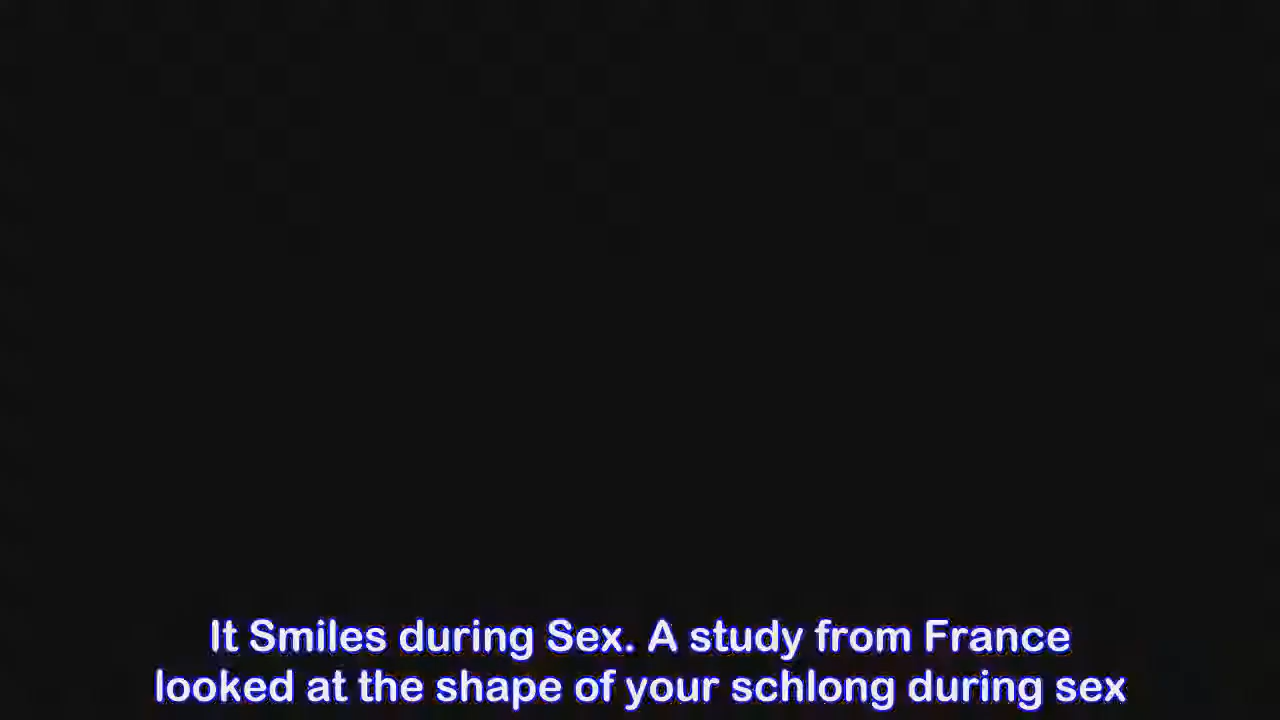 It Smiles during Sex. A study from France
looked at the shape of your schlong during sex